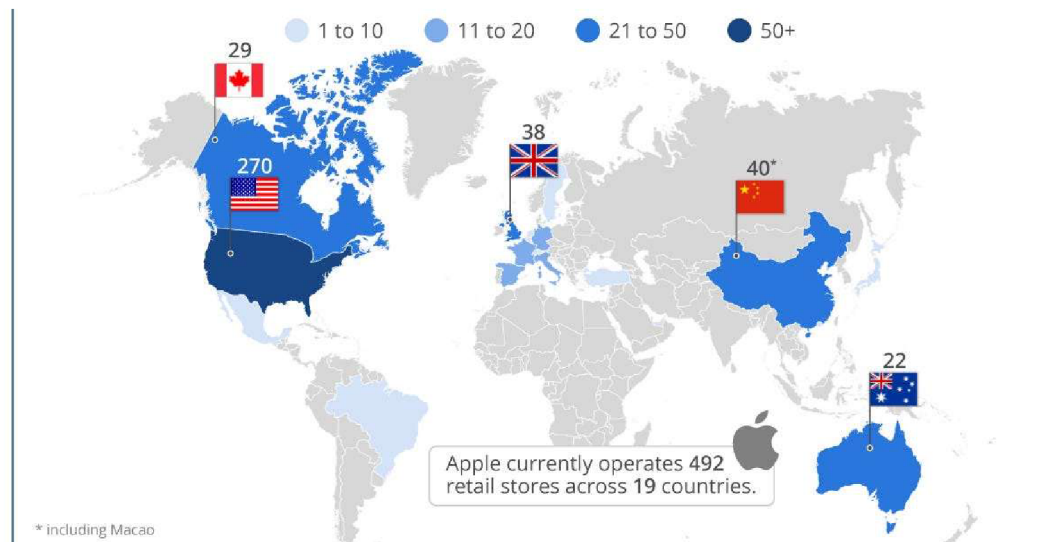 1 to 10
11 to 20
21 to 50
50+
29
270
38
40*
22
Apple currently operates 492
retail stores across 19 countries.
* including Macao